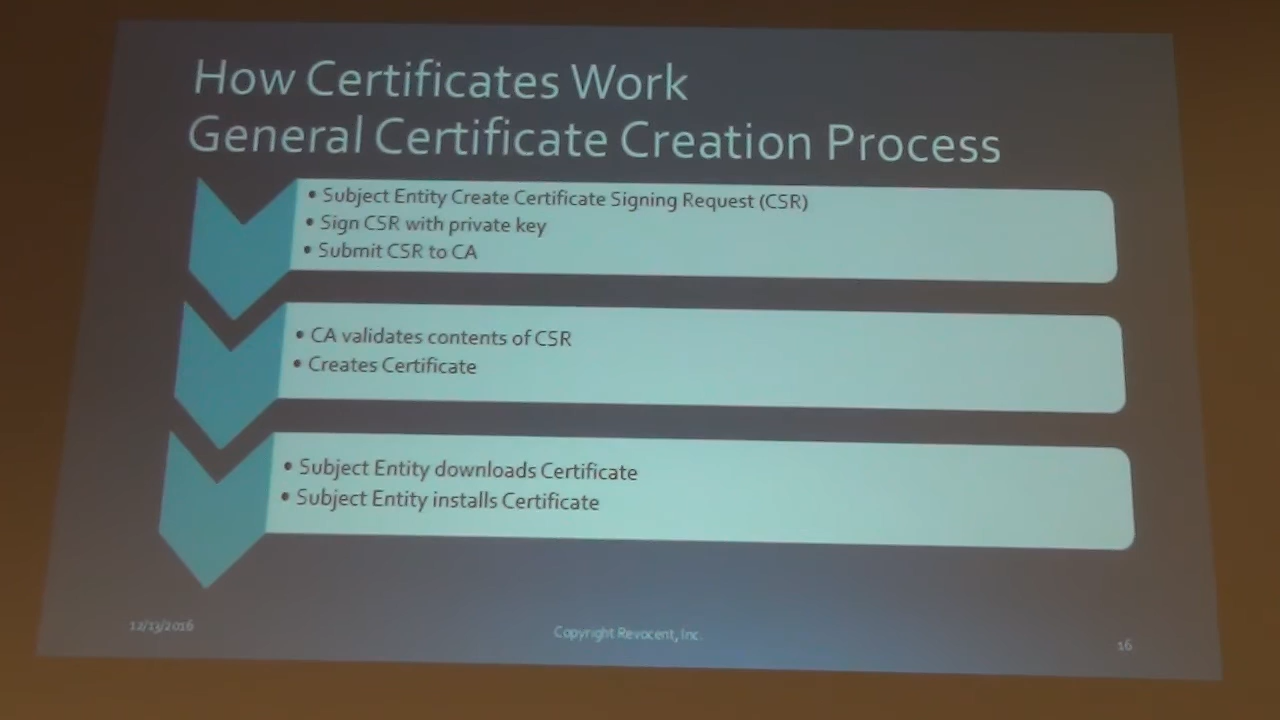 How Certificates Work
General Certificate Creation Process
• Subject Entity Create Certificate Signing Request (CSR)
• Sign CSR with private key
• Submit CSR to CA
• CA validates contents of CSR
• Creates Certificate
• Subject Entity downloads Certificate
• Subject Entity installs Certificate
12/13/2016
Copyright Revocent, Inc.
16